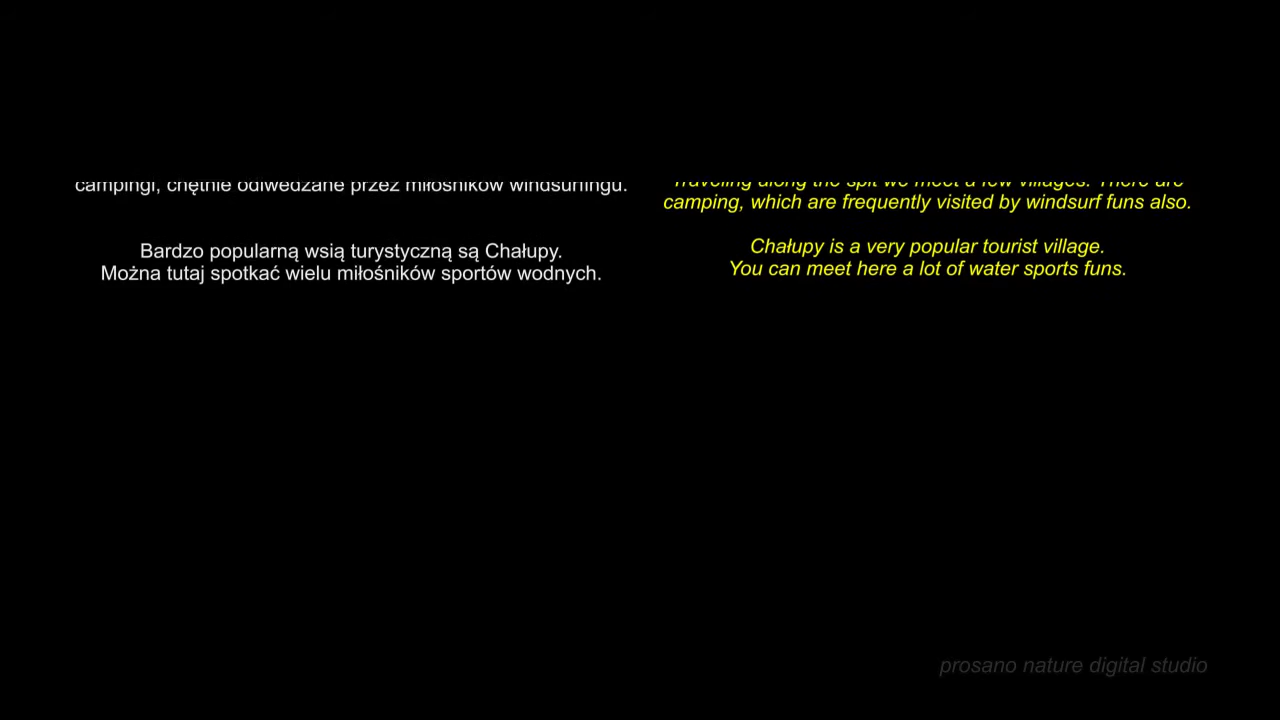 campingi, chętnie odiwedzane przez miłośników windsurfingu.
Bardzo popularną wsią turystyczną są Chałupy.
Można tutaj spotkać wielu miłośników sportów wodnych.
Traveling along the spit we meet a few villages. There are
camping, which are frequently visited by windsurf funs also.
Chałupy is a very popular tourist village.
You can meet here a lot of water sports funs.
prosano nature digital studio